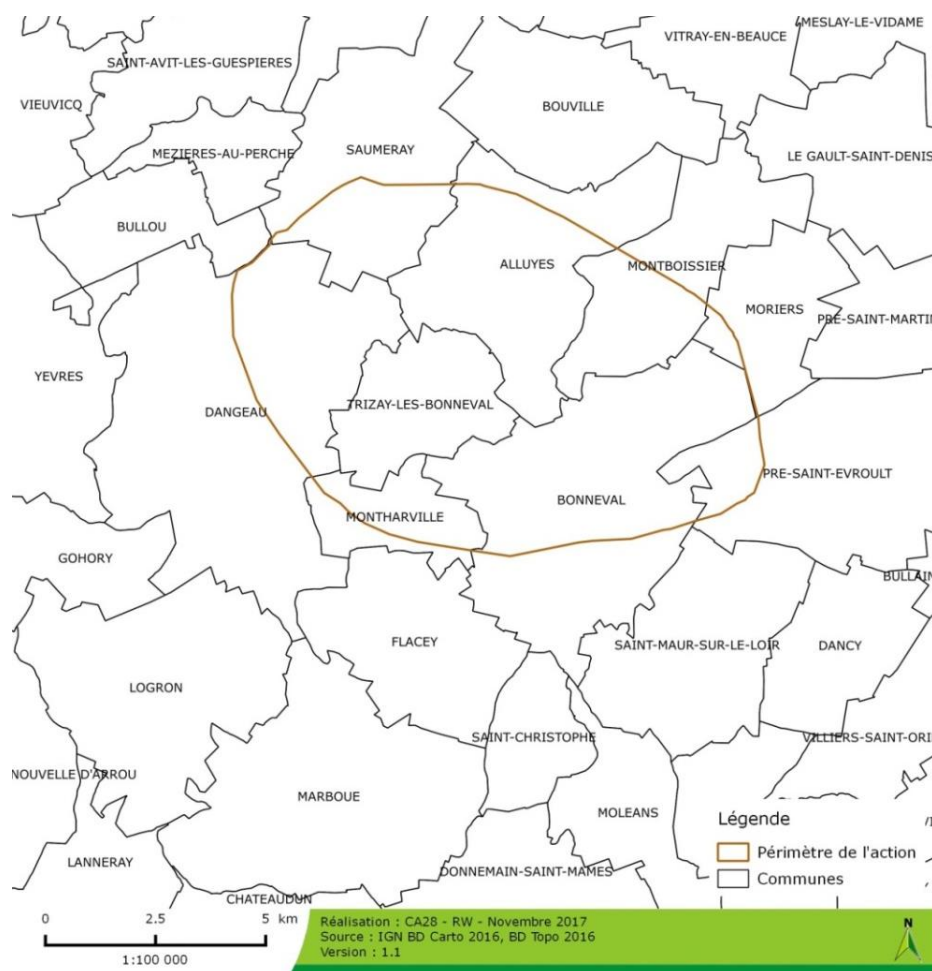 MESLAY-LE-VIDAME
VITRAY-EN-BEAUCE
SAINT-AVIT-LES-GUESPIERES
VIEUVICQ
BOUVILLE
MEZIERES-AU-PERCHE
SAUMERAY
LE GAULT-SAINT-DENIS
BULLOU
ALLUYES
MONTBOISSIER
MORIERS
PRE-SAINT-MARTIN
YEVRES
DANGEAU
TRIZAY-LES-BONNEVAL
PRE-SAINT-EVROULT
BONNEVAL
MONTHARVILLE
GOHORY
BULLAIN
FLACEY
SAINT-MAUR-SUR-LE-LOIR
DANCY
LOGRON
SAINT-CHRISTOPHE
VILLIERS-SAINT-ORI
NOUVELLE D'ARROU
MARBOUE
MOLEANS
LANNERAY
DONNEMAIN-SAINT-MAMES
CHATEAUDUN
Légende
Périmètre de l'action
Communes
0 2.5 5 km
1:100 000
Réalisation : CA28 - RW - Novembre 2017
Source : IGN BD Carto 2016, BD Topo 2016
Version : 1.1
N